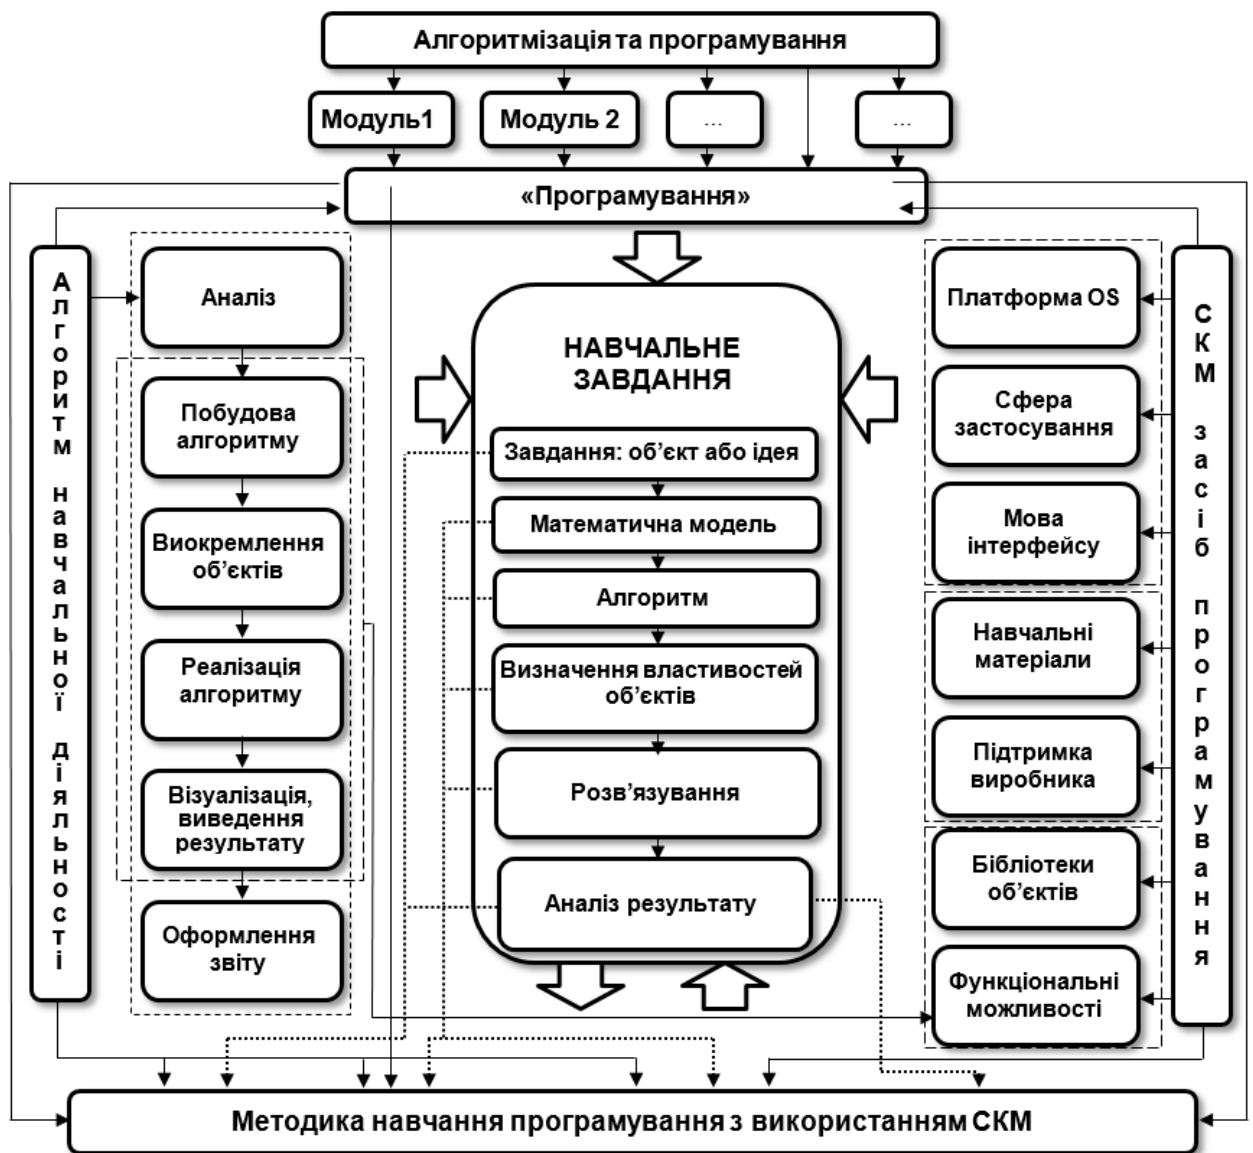 Алгоритмізація та програмування
Модуль1
Модуль 2
...
...
«Програмування»
Алгоритм навчальної діяльності
Аналіз
Побудова
алгоритму
Виокремлення
об’єктів
Реалізація
алгоритму
Візуалізація,
виведення
результату
Оформлення
звіту
НАВЧАЛЬНЕ
ЗАВДАННЯ
Завдання: об’єкт або ідея
Математична модель
Алгоритм
Визначення властивостей
об’єктів
Розв’язування
Аналіз результату
Платформа OS
Сфера
застосування
Мова
інтерфейсу
Навчальні
матеріали
Підтримка
виробника
Бібліотеки
об’єктів
Функціональні
можливості
СКМ засіб програмування
Методика навчання програмування з використанням СКМ